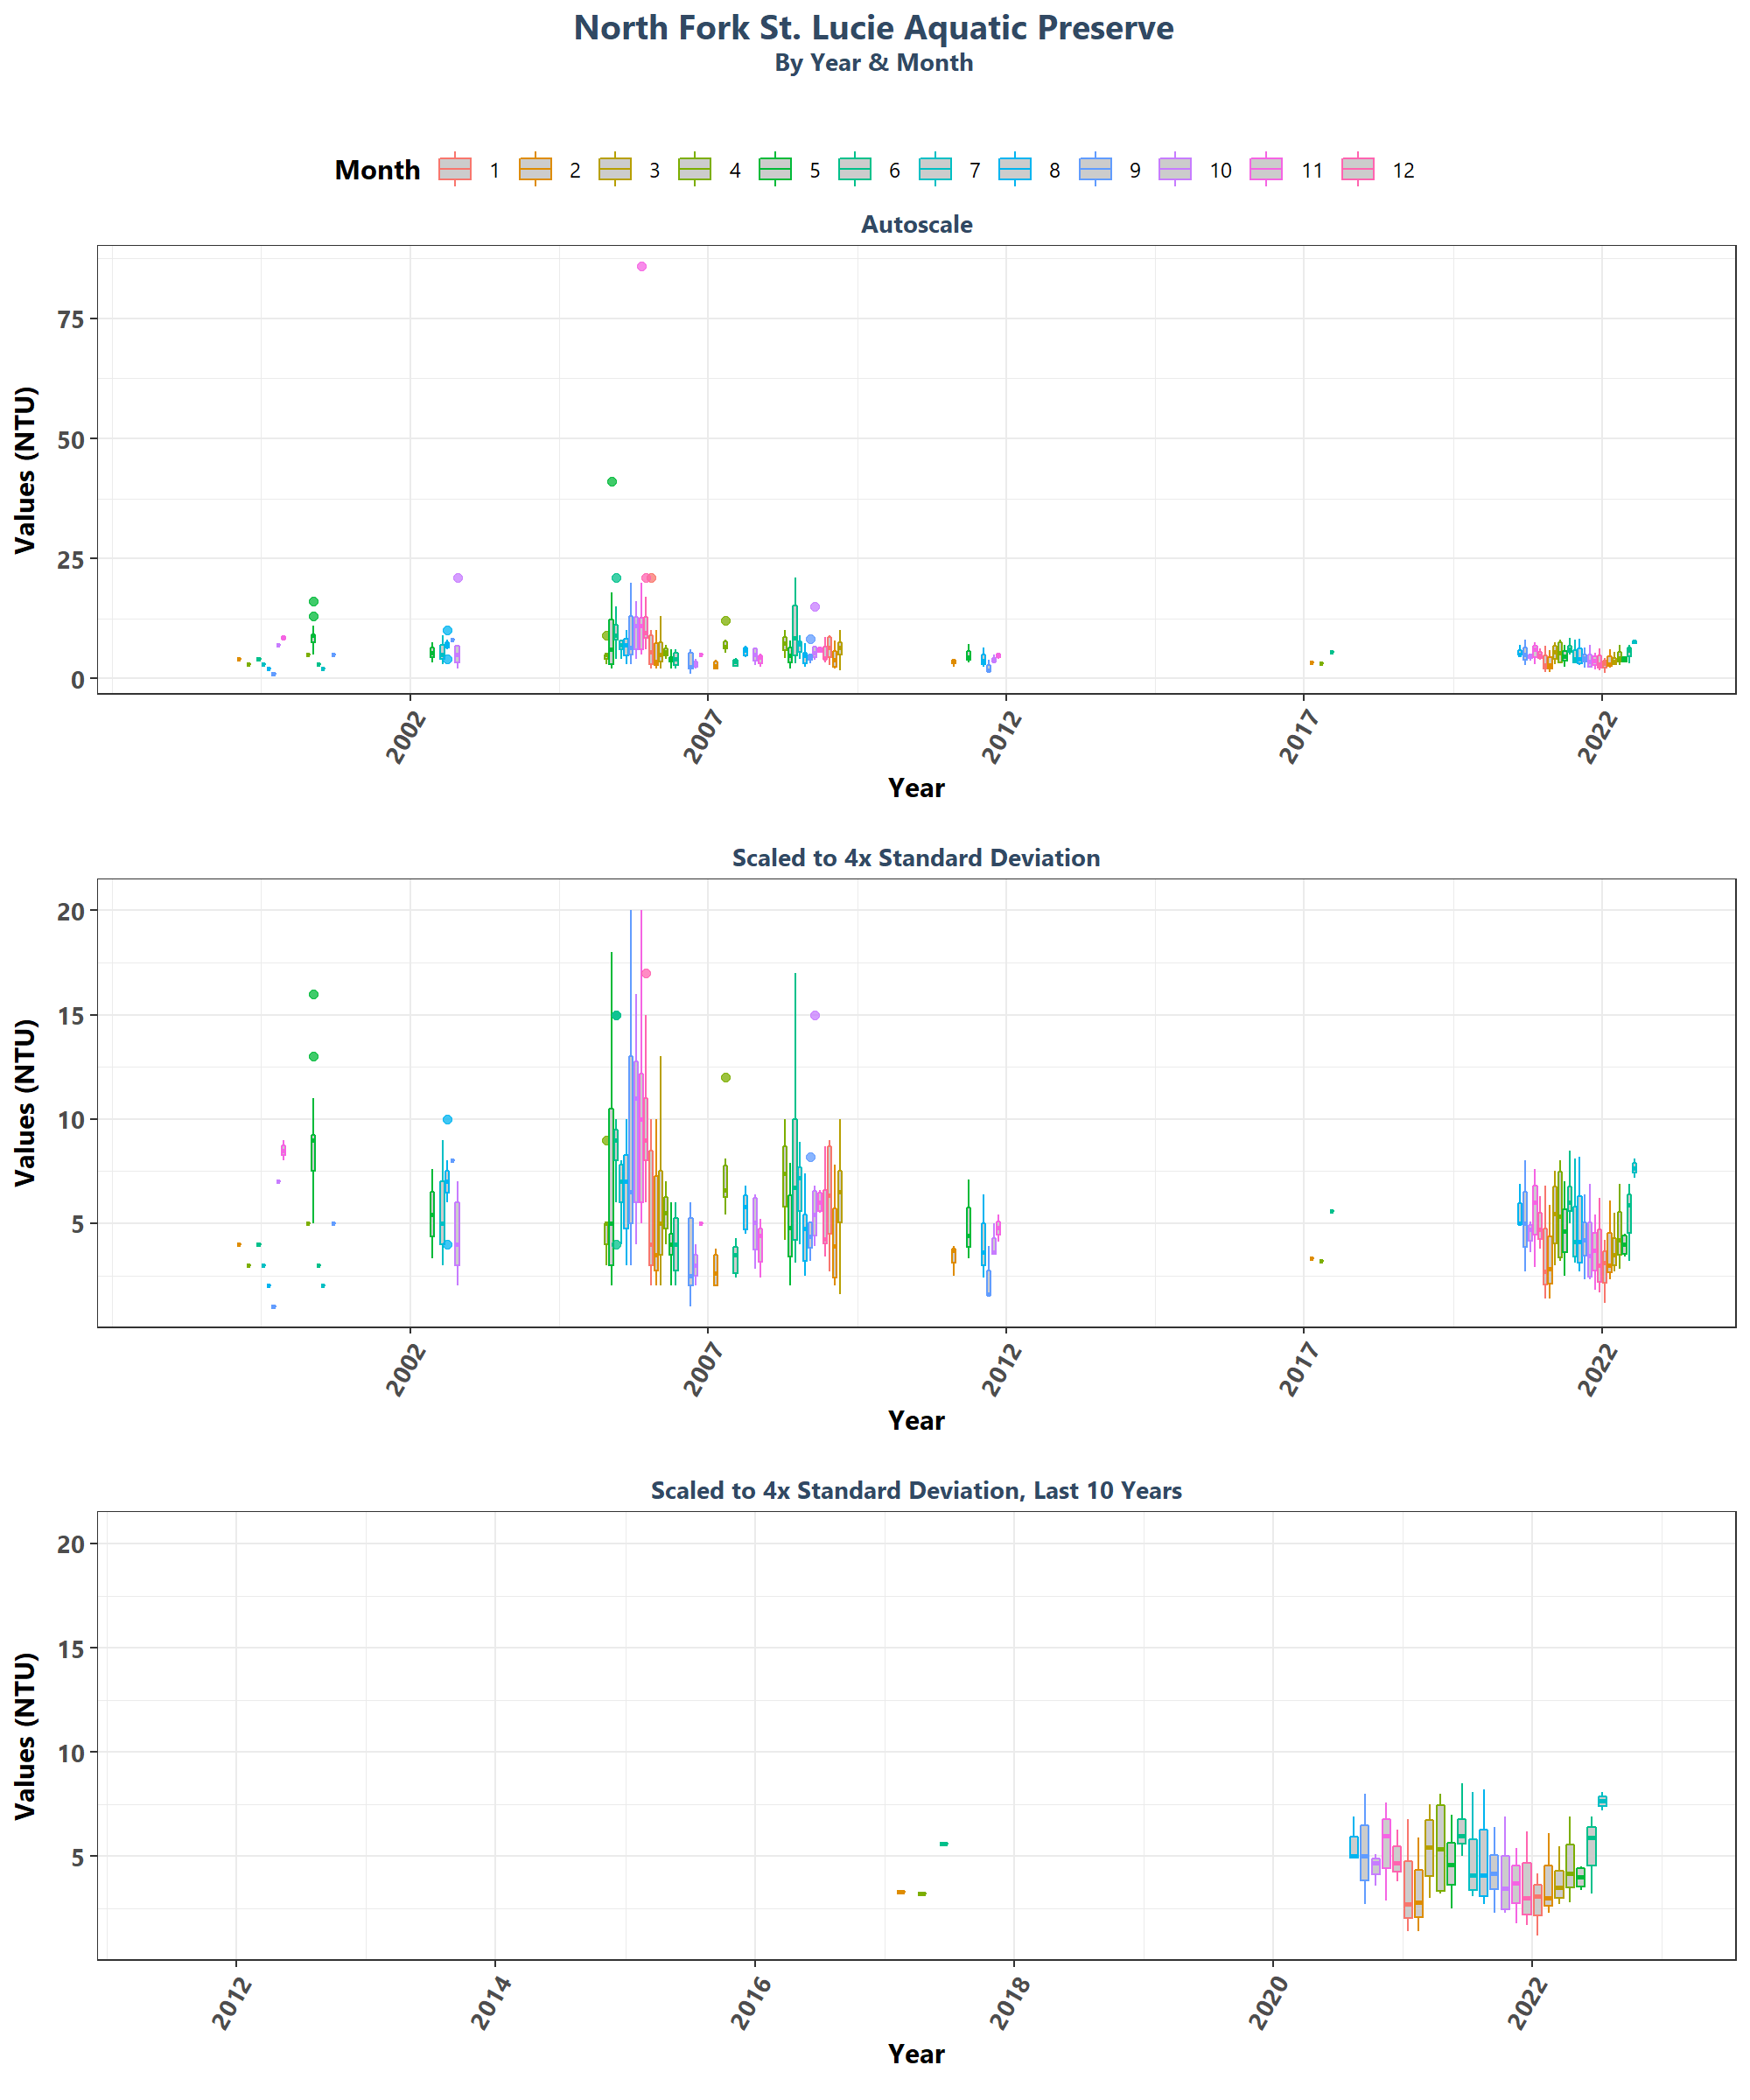 North Fork St. Lucie Aquatic Preserve
By Year & Month
Month 1 2 3 4 5 6 7 8 9 10 11 12
Autoscale
Values (NTU)
75
50
25
0
2002 2007 2012 2017 2022
Year
Scaled to 4x Standard Deviation
Values (NTU)
20
15
10
5
2002 2007 2012 2017 2022
Year
Scaled to 4x Standard Deviation, Last 10 Years
Values (NTU)
20
15
10
5
2012 2014 2016 2018 2020 2022
Year